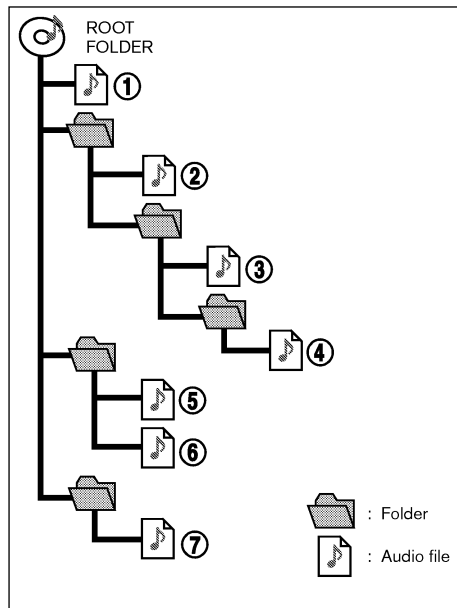 ROOT
FOLDER
①
②
③
④
⑤
⑥
⑦
: Folder
: Audio file